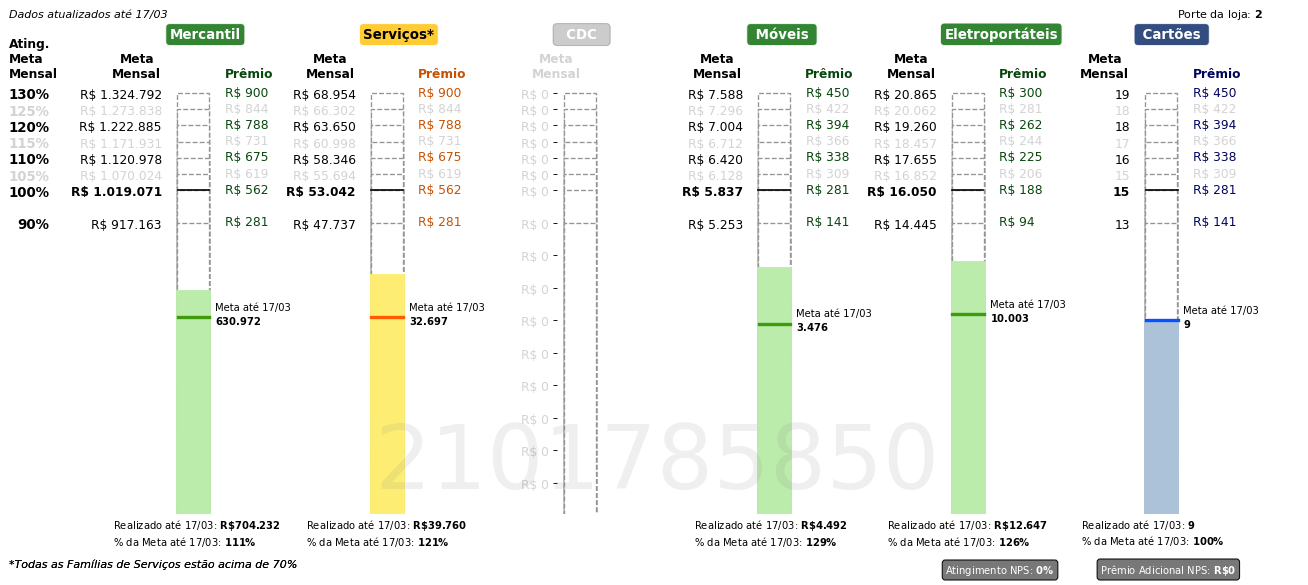 Dados atualizados até 17/03
Porte da loja: 2
Mercantil Serviços* CDC Móveis Eletroportáteis Cartões
Ating. Meta Mensal
Meta Mensal Prêmio Meta Mensal Prêmio Meta Mensal Meta Mensal Prêmio Meta Mensal Prêmio Meta Mensal Prêmio
130% R$ 1.324.792 R$ 900 R$ 68.954 R$ 900 R$ 0 R$ 7.588 R$ 450 R$ 20.865 R$ 300 19 R$ 450
125% R$ 1.273.838 R$ 844 R$ 66.302 R$ 844 R$ 0 R$ 7.296 R$ 422 R$ 20.062 R$ 281 18 R$ 422
120% R$ 1.222.885 R$ 788 R$ 63.650 R$ 788 R$ 0 R$ 7.004 R$ 394 R$ 19.260 R$ 262 18 R$ 394
115% R$ 1.171.931 R$ 731 R$ 60.998 R$ 731 R$ 0 R$ 6.712 R$ 366 R$ 18.457 R$ 244 17 R$ 366
110% R$ 1.120.978 R$ 675 R$ 58.346 R$ 675 R$ 0 R$ 6.420 R$ 338 R$ 17.655 R$ 225 16 R$ 338
105% R$ 1.070.024 R$ 619 R$ 55.694 R$ 619 R$ 0 R$ 6.128 R$ 309 R$ 16.852 R$ 206 15 R$ 309
100% R$ 1.019.071 R$ 562 R$ 53.042 R$ 562 R$ 0 R$ 5.837 R$ 281 R$ 16.050 R$ 188 15 R$ 281
90% R$ 917.163 R$ 281 R$ 47.737 R$ 281 R$ 0 R$ 5.253 R$ 141 R$ 14.445 R$ 94 13 R$ 141
R$ 0
R$ 0
R$ 0
R$ 0
R$ 0
R$ 0
R$ 0
R$ 0
Meta até 17/03
630.972
Meta até 17/03
32.697
Meta até 17/03
3.476
Meta até 17/03
10.003
Meta até 17/03
9
2101785850
Realizado até 17/03: R$704.232 Realizado até 17/03: R$39.760 Realizado até 17/03: R$4.492 Realizado até 17/03: R$12.647 Realizado até 17/03: 9
% da Meta até 17/03: 111% % da Meta até 17/03: 121% % da Meta até 17/03: 129% % da Meta até 17/03: 126% % da Meta até 17/03: 100%
*Todas as Famílias de Serviços estão acima de 70%
Atingimento NPS: 0% Prêmio Adicional NPS: R$0